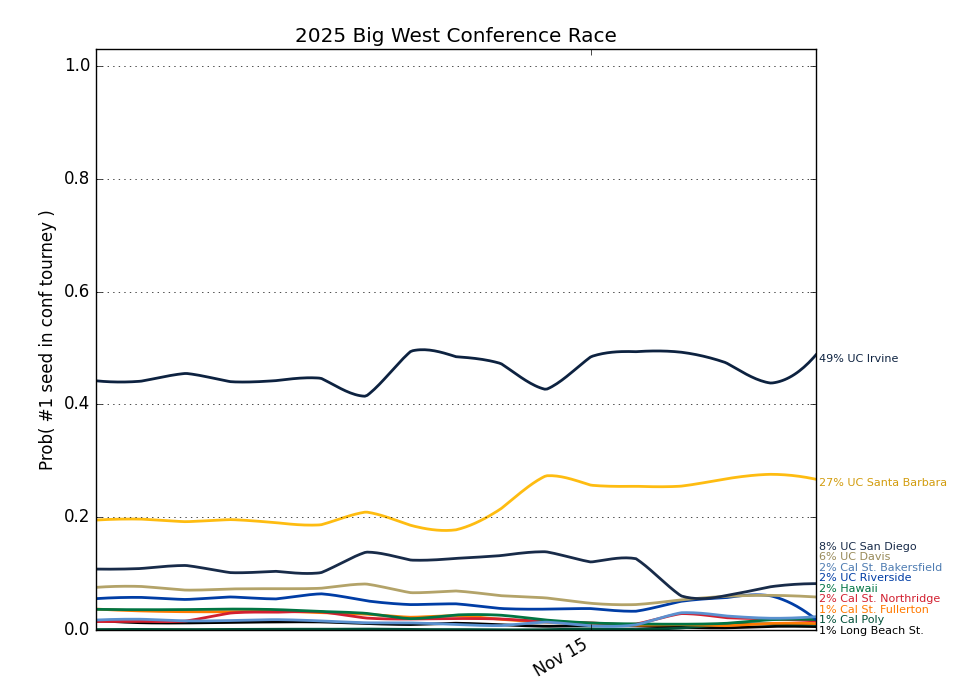 2025 Big West Conference Race
Prob( #1 seed in conf tourney )
1.0
0.8
0.6
0.4
0.2
0.0
Nov 15
49% UC Irvine
27% UC Santa Barbara
8% UC San Diego
6% UC Davis
2% Cal St. Bakersfield
2% UC Riverside
2% Hawaii
2% Cal St. Northridge
1% Cal St. Fullerton
1% Cal Poly
1% Long Beach St.